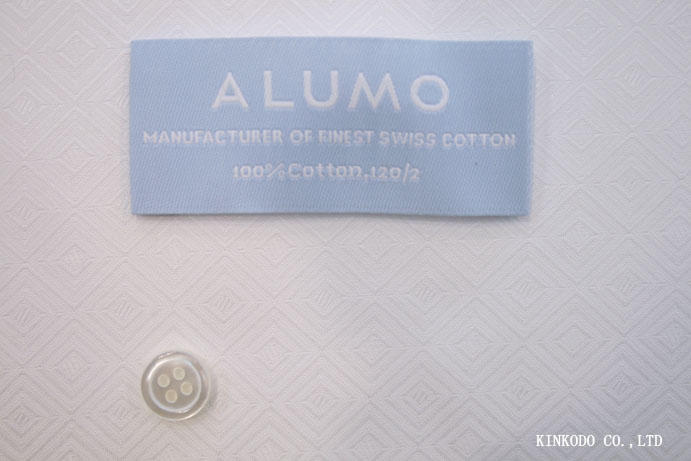 ALUMO
MANUFACTURER OF FINEST SWISS COTTON
100%Cotton,120/2
KINKODO CO.,LTD